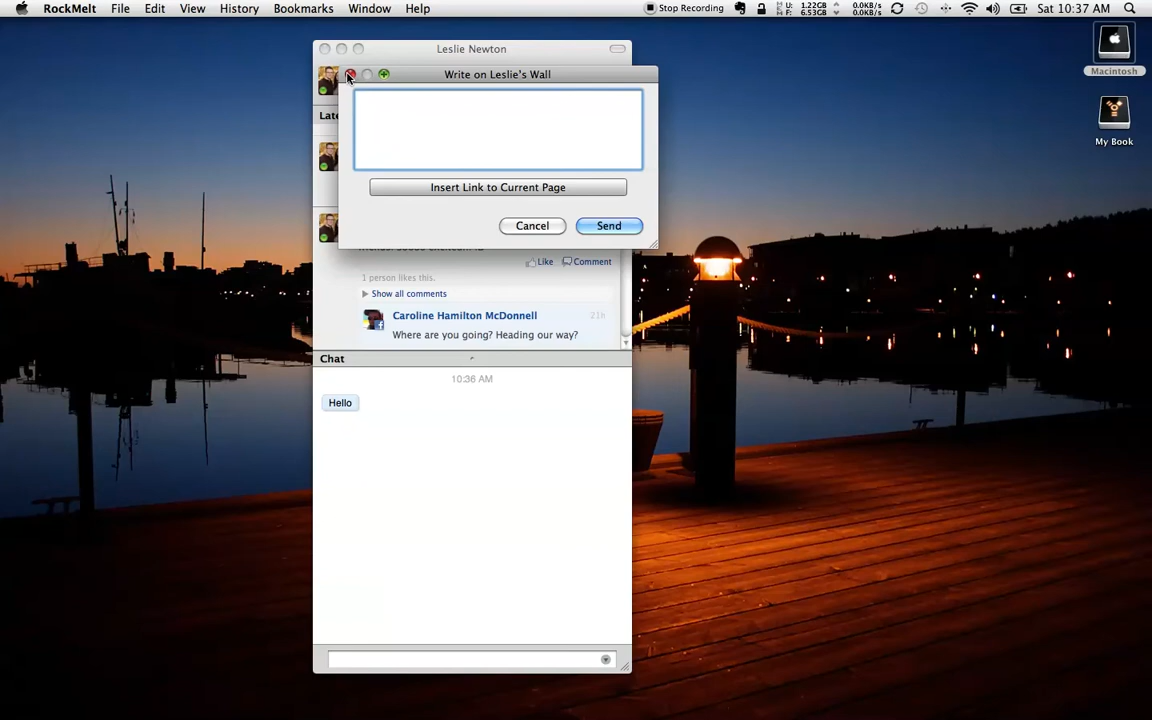 RockMelt File Edit View History Bookmarks Window Help Stop Recording U: 1.22GB F: 6.53GB 0.0KB/s 0.0KB/s Sat 10:37 AM
Leslie Newton
Write on Leslie's Wall
Late
Insert Link to Current Page
Cancel Send
Like Comment
1 person likes this.
Show all comments
Caroline Hamilton McDonnell 21h
Where are you going? Heading our way?
Chat
10:36 AM
Hello
Macintosh
My Book